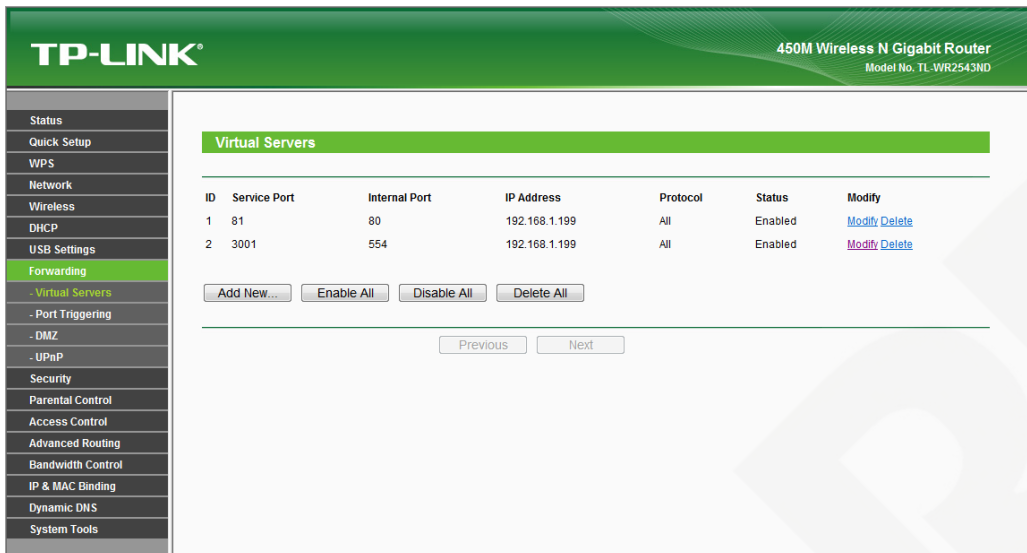 TP-LINK®
450M Wireless N Gigabit Router
Model No. TL-WR2543ND
Status
Quick Setup
WPS
Network
Wireless
DHCP
USB Settings
Forwarding
- Virtual Servers
- Port Triggering
- DMZ
- UPnP
Security
Parental Control
Access Control
Advanced Routing
Bandwidth Control
IP & MAC Binding
Dynamic DNS
System Tools
Virtual Servers
ID Service Port Internal Port IP Address Protocol Status Modify
1 81 80 192.168.1.199 All Enabled Modify Delete
2 3001 554 192.168.1.199 All Enabled Modify Delete
Add New... Enable All Disable All Delete All
Previous Next